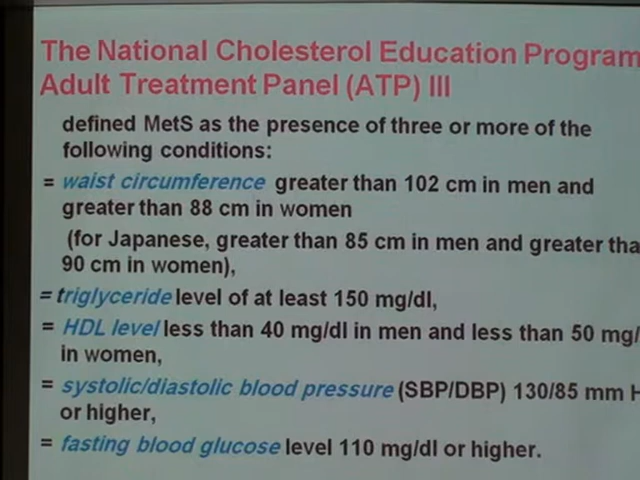 The National Cholesterol Education Program
Adult Treatment Panel (ATP) III
defined MetS as the presence of three or more of the
following conditions:
= waist circumference greater than 102 cm in men and
greater than 88 cm in women
(for Japanese, greater than 85 cm in men and greater tha
90 cm in women),
= triglyceride level of at least 150 mg/dl,
= HDL level less than 40 mg/dl in men and less than 50 mg/
in women,
= systolic/diastolic blood pressure (SBP/DBP) 130/85 mm H
or higher,
= fasting blood glucose level 110 mg/dl or higher.